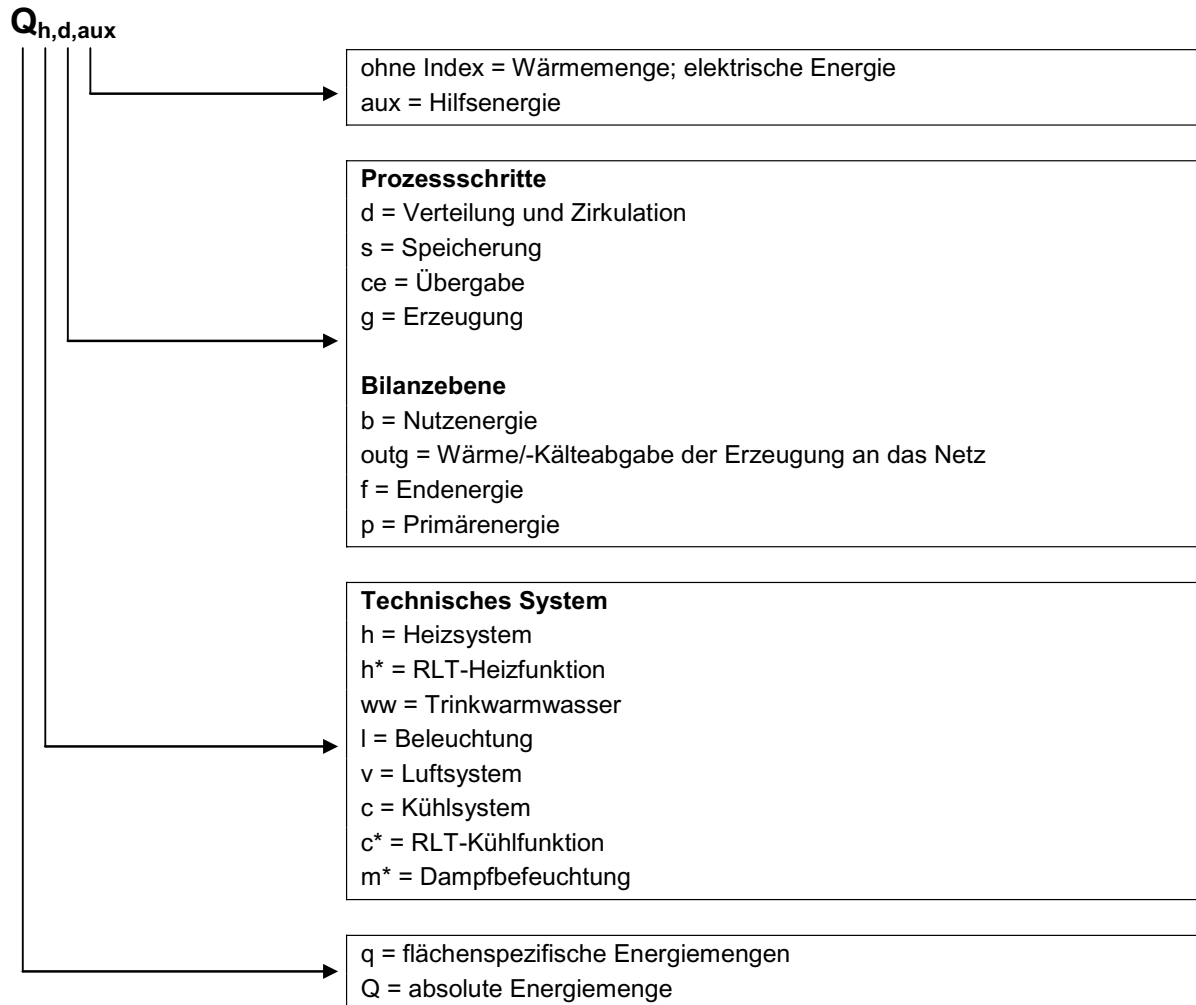 Qh,d,aux
ohne Index = Wärmemenge; elektrische Energie
aux = Hilfsenergie
Prozessschritte
d = Verteilung und Zirkulation
s = Speicherung
ce = Übergabe
g = Erzeugung
Bilanzebene
b = Nutzenergie
outg = Wärme/-Kälteabgabe der Erzeugung an das Netz
f = Endenergie
p = Primärenergie
Technisches System
h = Heizsystem
h* = RLT-Heizfunktion
ww = Trinkwarmwasser
l = Beleuchtung
v = Luftsystem
c = Kühlsystem
c* = RLT-Kühlfunktion
m* = Dampfbefeuchtung
q = flächenspezifische Energiemengen
Q = absolute Energiemenge